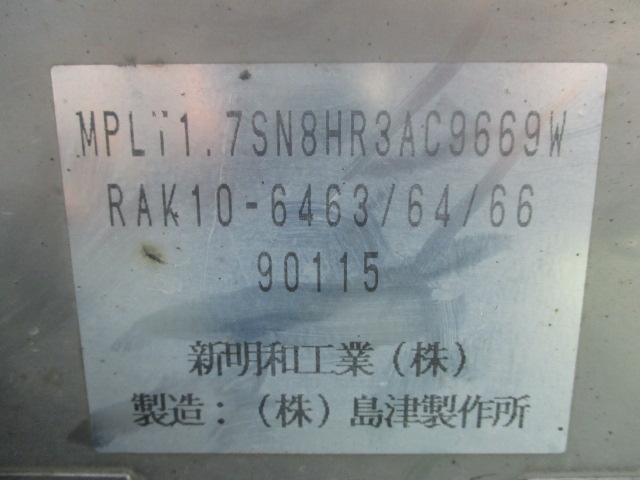 MPLT1.7SN8HR3AC9669W
RAK10-6463/64/66
90115
新明和工業(株)
製造:(株)島津製作所